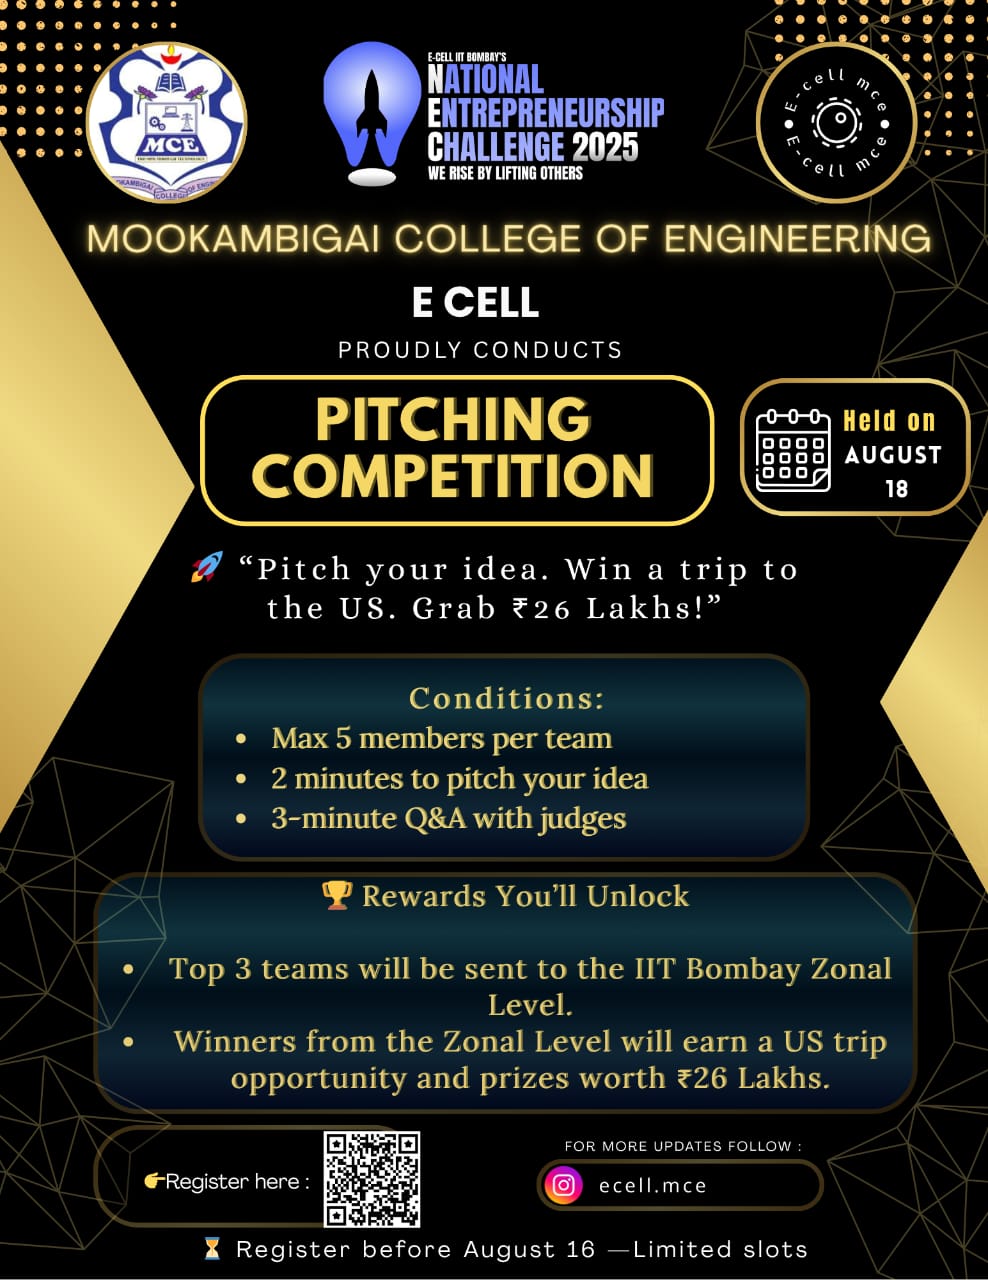 MCE
MOOKAMBIGAI COLLEGE OF ENGG
E-CELL IIT BOMBAY'S
NATIONAL
ENTREPRENEURSHIP
CHALLENGE 2025
WE RISE BY LIFTING OTHERS
E-cell mce
E-cell mce
MOOKAMBIGAI COLLEGE OF ENGINEERING
E CELL
PROUDLY CONDUCTS
PITCHING
COMPETITION
Held on
AUGUST
18
🚀 “Pitch your idea. Win a trip to
the US. Grab ₹26 Lakhs!”
Conditions:
• Max 5 members per team
• 2 minutes to pitch your idea
• 3-minute Q&A with judges
🏆 Rewards You’ll Unlock
• Top 3 teams will be sent to the IIT Bombay Zonal
Level.
• Winners from the Zonal Level will earn a US trip
opportunity and prizes worth ₹26 Lakhs.
👉Register here :
FOR MORE UPDATES FOLLOW :
ecell.mce
⏳ Register before August 16 —Limited slots